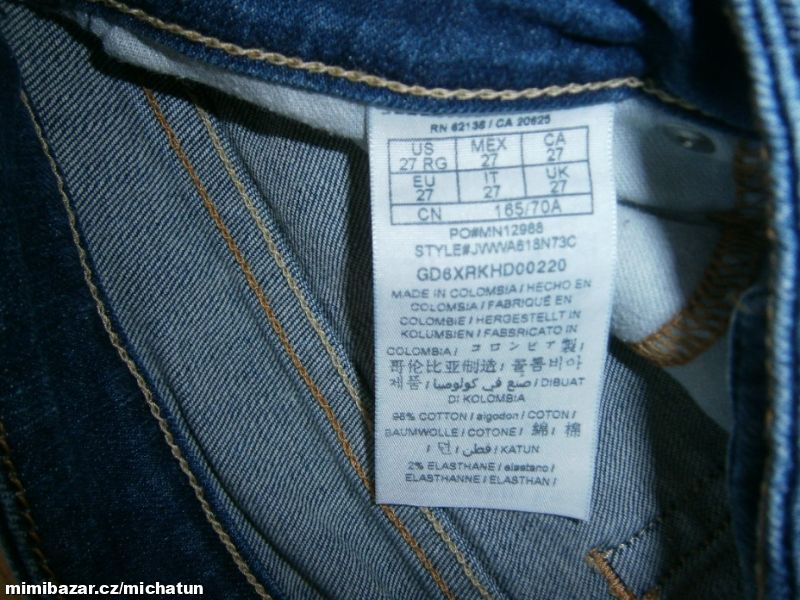 RN 62136 / CA 20625
US MEX CA
27 RG 27 27
EU IT UK
27 27 27
CN 165/70A
PO#MN12988
STYLE#JWWA618N73C
GD6XRKHD00220
MADE IN COLOMBIA / HECHO EN
COLOMBIA / FABRIQUÉ EN
COLOMBIE / HERGESTELLT IN
KOLUMBIEN / FABBRICATO IN
COLOMBIA / コロンビア製 /
哥伦比亚制造 / 콜롬비아
제품 / صنع في كولومبيا / DIBUAT
DI KOLOMBIA
98% COTTON / algodon / COTON /
BAUMWOLLE / COTONE / 綿 / 棉
/ 면 / قطن / KATUN
2% ELASTHANE / elastano /
ELASTHANNE / ELASTHAN /
mimibazar.cz/michatun